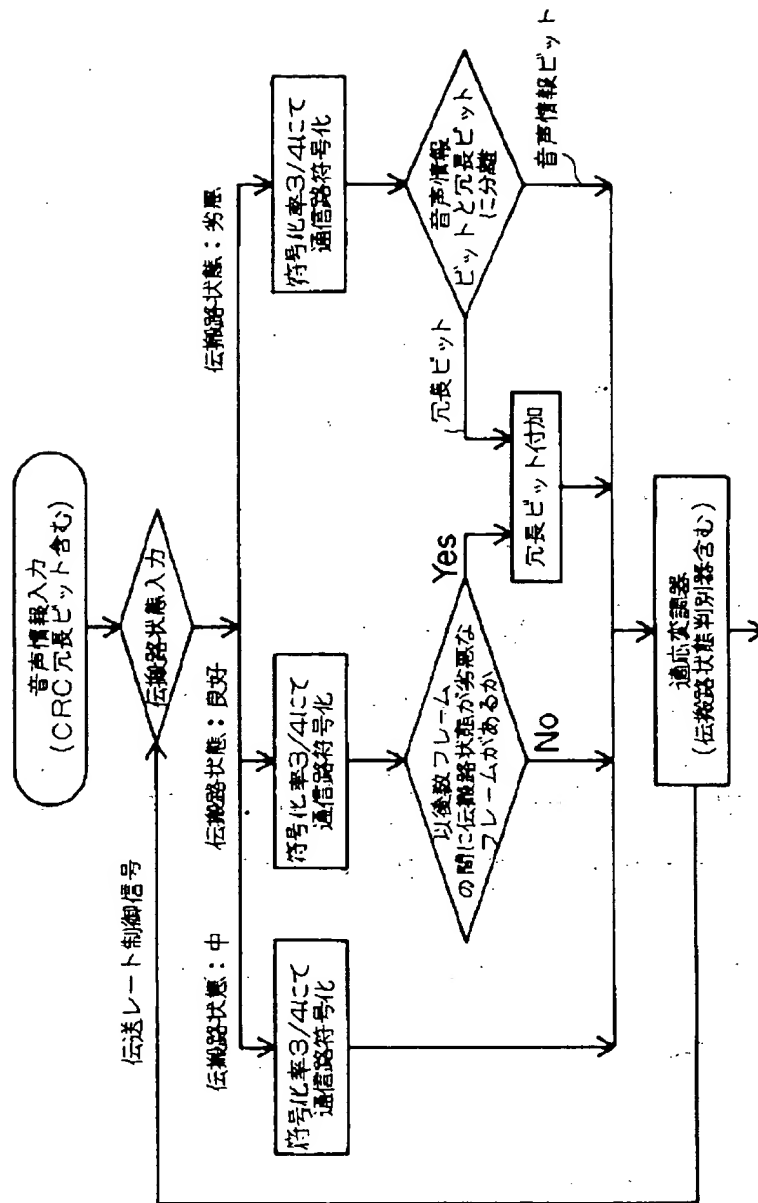 音声情報入力
(CRC冗長ビット含む)
伝送レート制御信号
伝搬路状態入力
伝搬路状態：中
伝搬路状態：良好
伝搬路状態：劣悪
符号化率3/4にて
通信路符号化
符号化率3/4にて
通信路符号化
符号化率3/4にて
通信路符号化
以後数フレーム
の間に伝搬路状態が劣悪な
フレームがあるか
音声情報
ビットと冗長ビット
に分離
Yes
No
冗長ビット
音声情報ビット
冗長ビット付加
適応変調器
(伝搬路状態判別器含む)